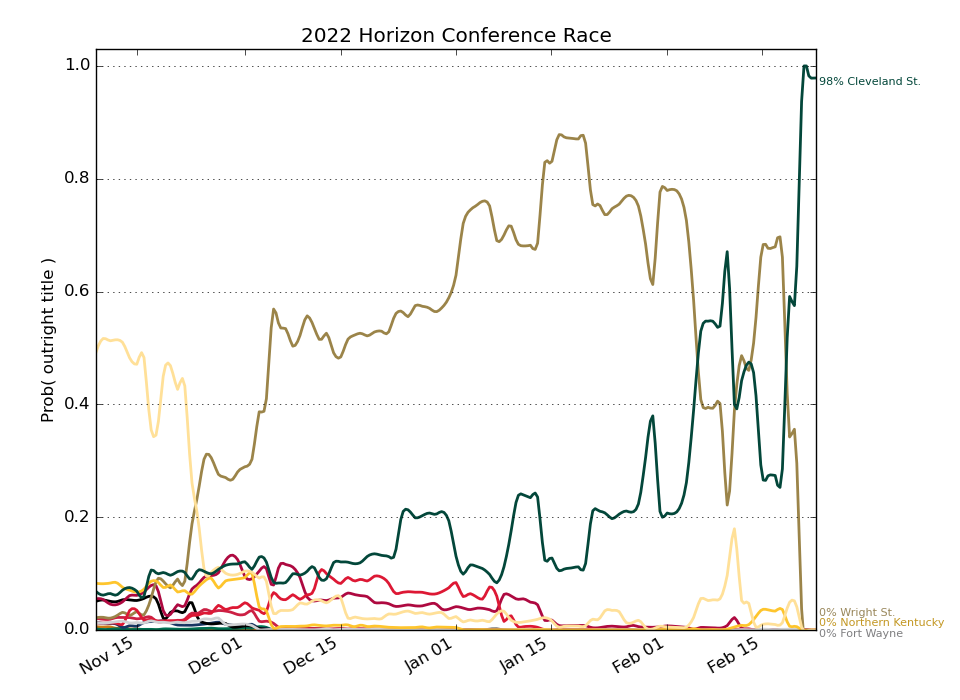 2022 Horizon Conference Race
Prob( outright title )
1.0
0.8
0.6
0.4
0.2
0.0
98% Cleveland St.
0% Wright St.
0% Northern Kentucky
0% Fort Wayne
Nov 15
Dec 01
Dec 15
Jan 01
Jan 15
Feb 01
Feb 15